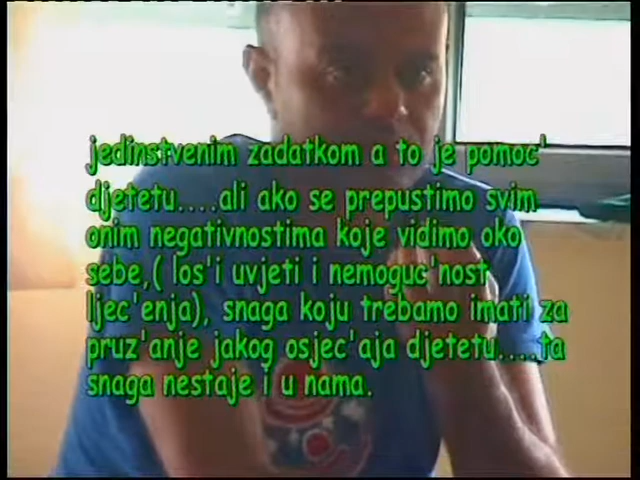 jedinstvenim zadatkom a to je pomoc'
djetetu....ali ako se prepustimo svim
onim negativnostima koje vidimo oko
sebe,( los'i uvjeti i nemoguc'nost
ljec'enja), snaga koju trebamo imati za
pruz'anje jakog osjec'aja djetetu....ta
snaga nestaje i u nama.